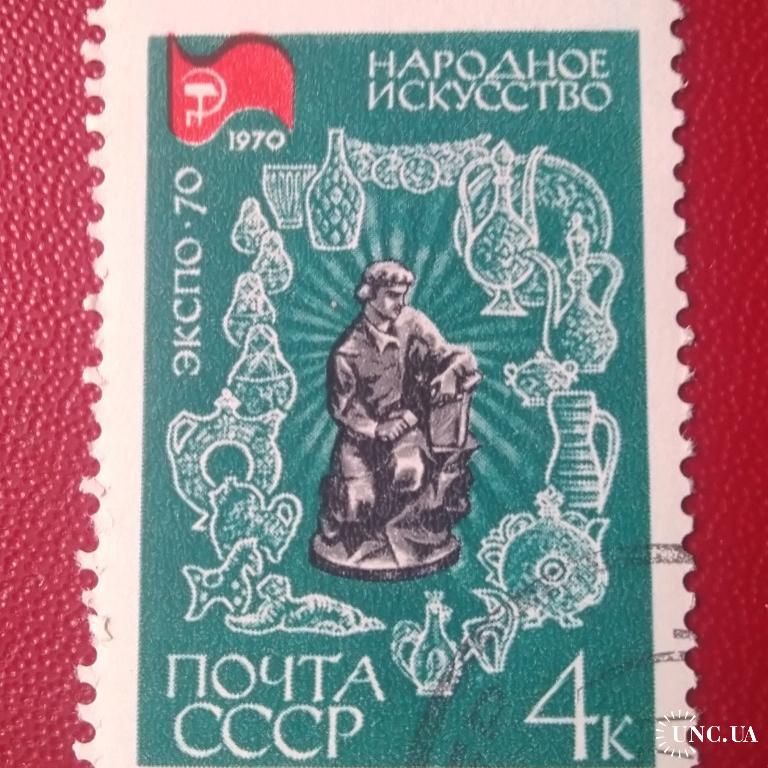 НАРОДНОЕ
ИСКУССТВО
1970
ЭКСПО·70
ПОЧТА
СССР
4к
UNC.UA